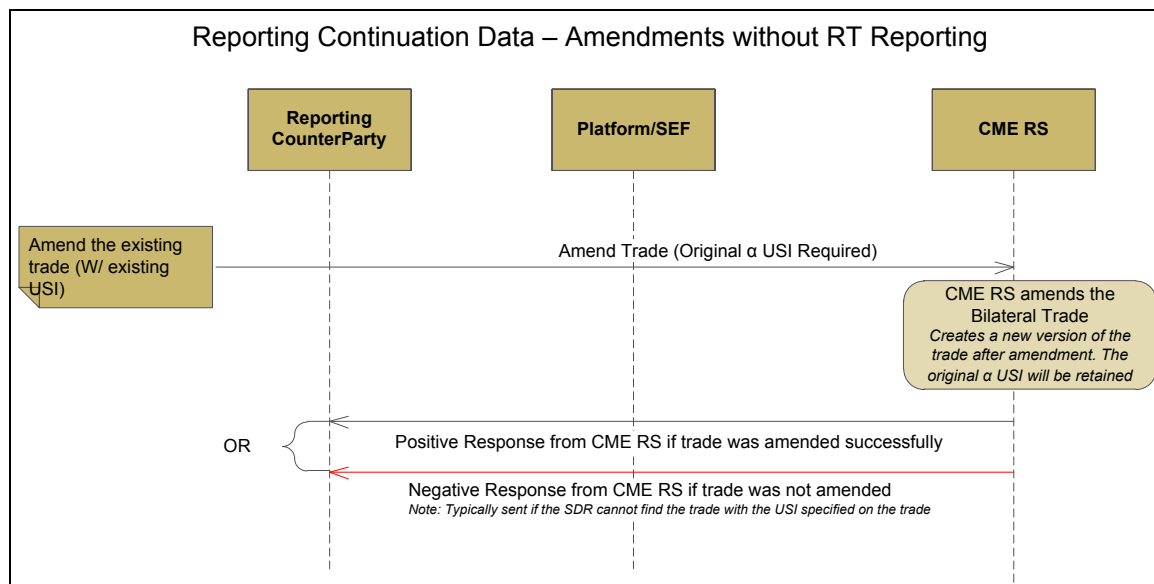 Reporting Continuation Data – Amendments without RT Reporting
Reporting
CounterParty
Platform/SEF
CME RS
Amend the existing
trade (W/ existing
USI)
Amend Trade (Original α USI Required)
CME RS amends the
Bilateral Trade
Creates a new version of the
trade after amendment. The
original α USI will be retained
OR
Positive Response from CME RS if trade was amended successfully
Negative Response from CME RS if trade was not amended
Note: Typically sent if the SDR cannot find the trade with the USI specified on the trade